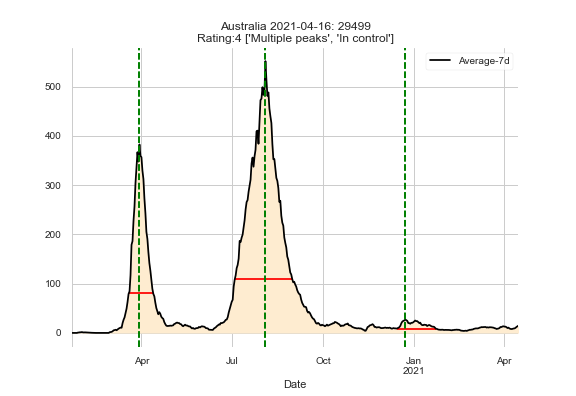 Australia 2021-04-16: 29499
Rating:4 ['Multiple peaks', 'In control']
Average-7d
500
400
300
200
100
0
Apr
Jul
Oct
Jan
2021
Apr
Date